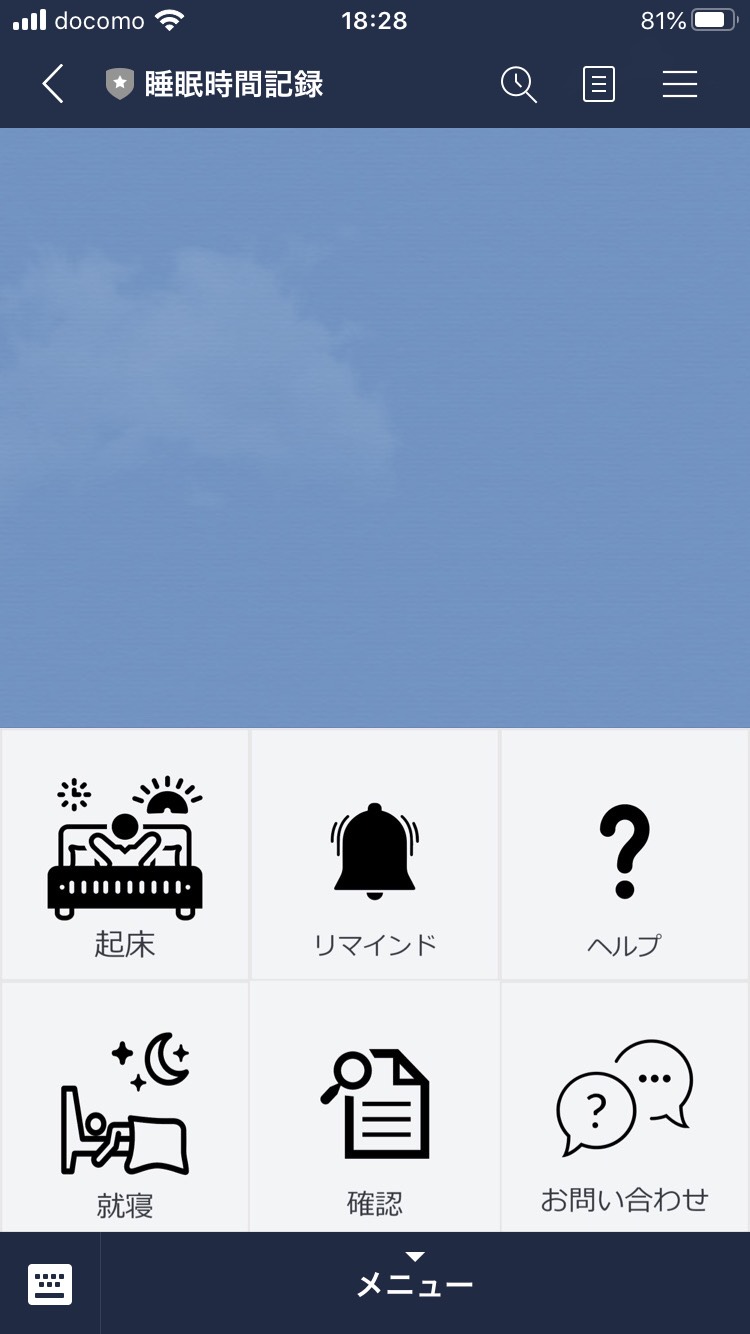 docomo 18:28 81%
睡眠時間記録
起床 リマインド ヘルプ
?
就寝 確認 お問い合わせ
メニュー